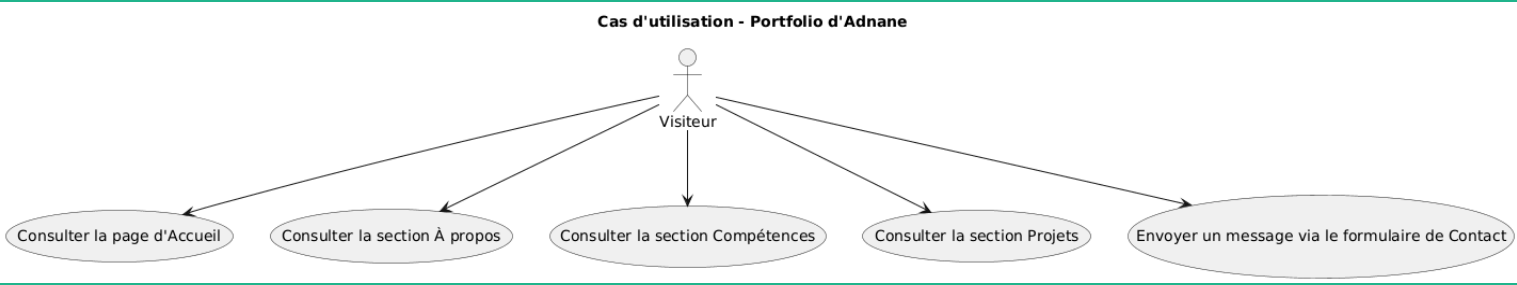 Cas d'utilisation - Portfolio d'Adnane
Visiteur
Consulter la page d'Accueil
Consulter la section À propos
Consulter la section Compétences
Consulter la section Projets
Envoyer un message via le formulaire de Contact